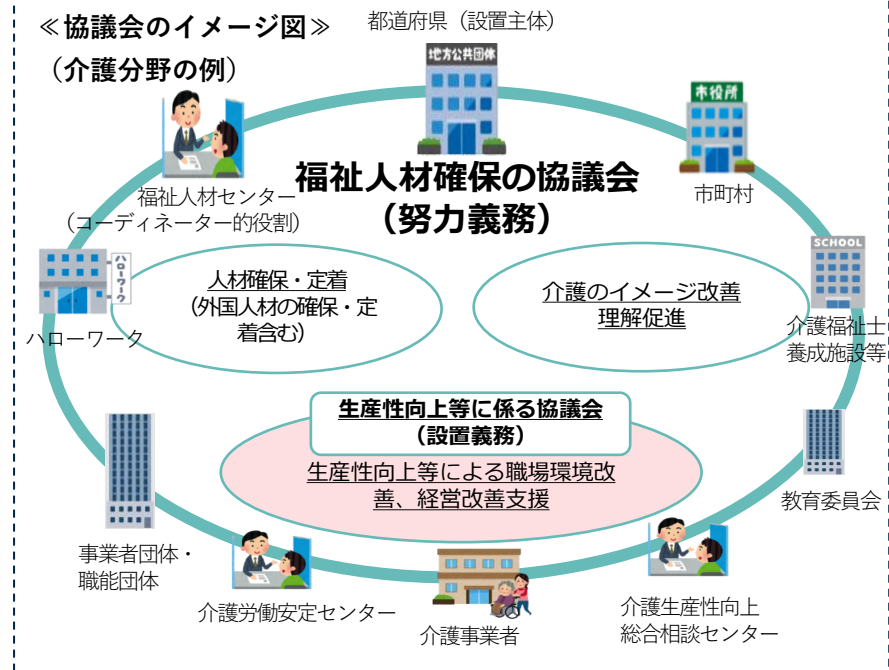 ≪協議会のイメージ図≫
（介護分野の例）
都道府県（設置主体）
地方公共団体
市役所
市町村
福祉人材センター
（コーディネーター的役割）
福祉人材確保の協議会
（努力義務）
SCHOOL
介護福祉士
養成施設等
ハローワーク
ハローワーク
人材確保・定着
（外国人材の確保・定
着含む）
介護のイメージ改善
理解促進
生産性向上等に係る協議会
（設置義務）
生産性向上等による職場環境改
善、経営改善支援
教育委員会
事業者団体・
職能団体
介護労働安定センター
介護事業者
介護生産性向上
総合相談センター